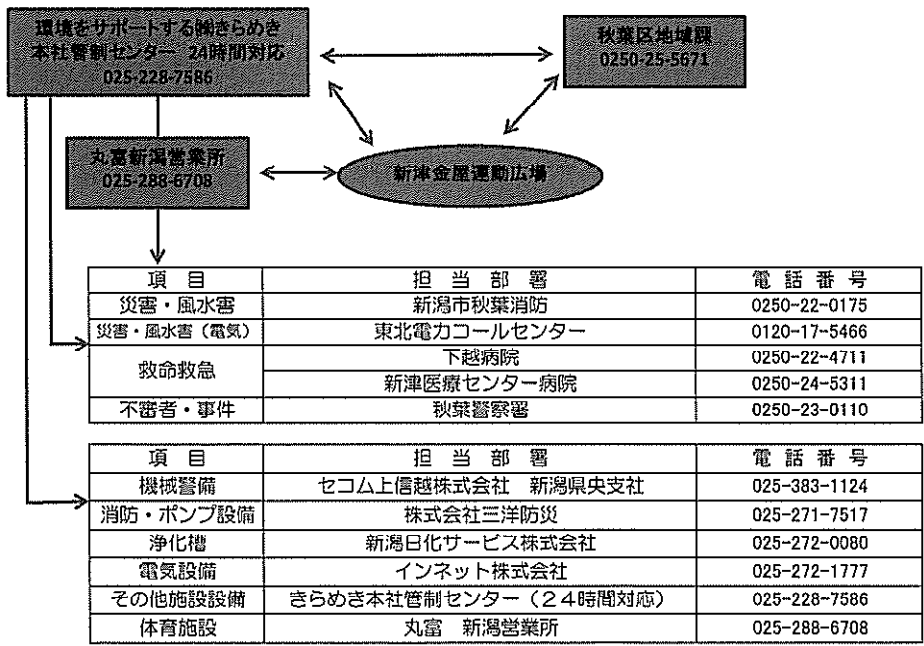 環境をサポートする㈱きらめき
本社管制センター 24時間対応
025-228-7586
秋葉区地域課
0250-25-5671
丸富新潟営業所
025-288-6708
新津金屋運動広場
項 目 担 当 部 署 電 話 番 号
災害・風水害 新潟市秋葉消防 0250-22-0175
災害・風水害（電気） 東北電力コールセンター 0120-17-5466
救命救急 下越病院 0250-22-4711
新津医療センター病院 0250-24-5311
不審者・事件 秋葉警察署 0250-23-0110
項 目 担 当 部 署 電 話 番 号
機械警備 セコム上信越株式会社 新潟県央支社 025-383-1124
消防・ポンプ設備 株式会社三洋防災 025-271-7517
浄化槽 新潟日化サービス株式会社 025-272-0080
電気設備 インネット株式会社 025-272-1777
その他施設設備 きらめき本社管制センター（２４時間対応） 025-228-7586
体育施設 丸富 新潟営業所 025-288-6708